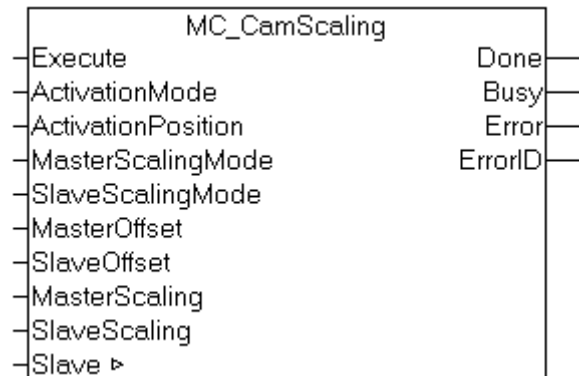 MC_CamScaling
Execute Done
ActivationMode Busy
ActivationPosition Error
MasterScalingMode ErrorID
SlaveScalingMode
MasterOffset
SlaveOffset
MasterScaling
SlaveScaling
Slave ▹